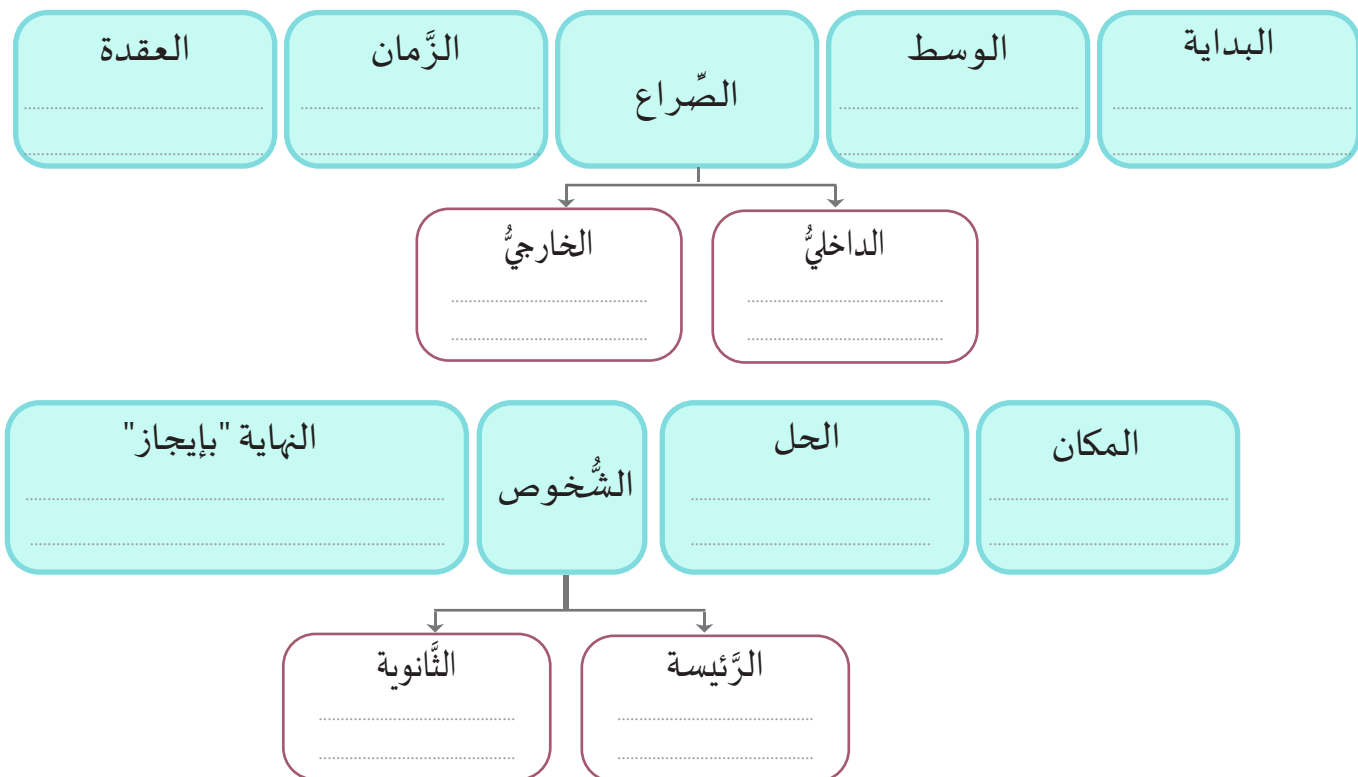 البداية
الوسط
الصِّراع
الزَّمان
العقدة
الداخليُّ
الخارجيُّ
المكان
الحل
الشُّخوص
النهاية "بإيجاز"
الرَّئيسة
الثَّانوية